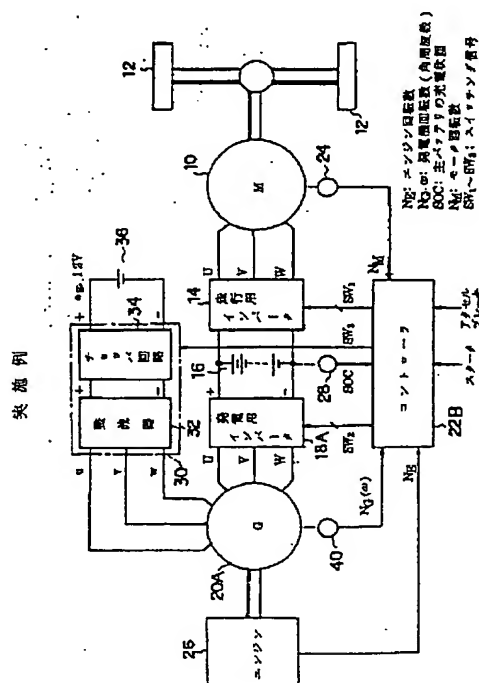 実施例
12
12
10
M
24
NM
U
V
W
14
走行用
インバータ
SW1
36
e.g. 12V
+
-
34
チョッパ回路
+
-
整流器
32
30
u
v
w
SW3
16
28
SOC
+
-
発電用
インバータ
18A
SW2
U
V
W
G
20A
40
NG(ω)
NE
26
エンジン
コントローラ
22B
スタータ
アクセル
ブレーキ
NE: エンジン回転数
NG,ω: 発電機回転数(角周波数)
SOC: 主バッテリの充電状態
NM: モータ回転数
SW1~SW3: スイッチング信号